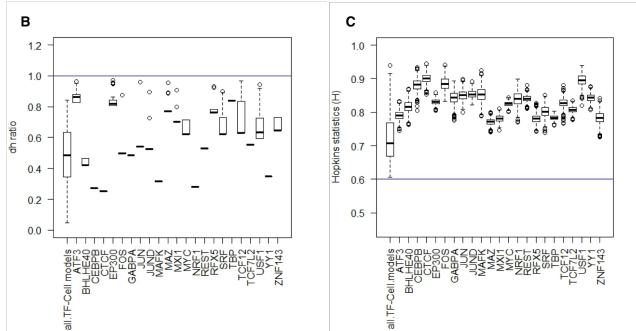 B
C
dh ratio
1.2
1.0
0.8
0.6
0.4
0.2
0.0
all.TF-Cell.models
ATF3
BHLHE40
CEBPB
CTCF
EP300
FOS
GABPA
JUN
JUND
MAFK
MAZ
MXI1
MYC
NRF1
REST
RFX5
SRF
TBP
TCF12
TCF7L2
USF1
YY1
ZNF143
Hopkins statistics (H)
1.0
0.9
0.8
0.7
0.6
0.5
all.TF-Cell.models
ATF3
BHLHE40
CEBPB
CTCF
EP300
FOS
GABPA
JUN
JUND
MAFK
MAZ
MXI1
MYC
NRF1
REST
RFX5
SRF
TBP
TCF12
TCF7L2
USF1
YY1
ZNF143